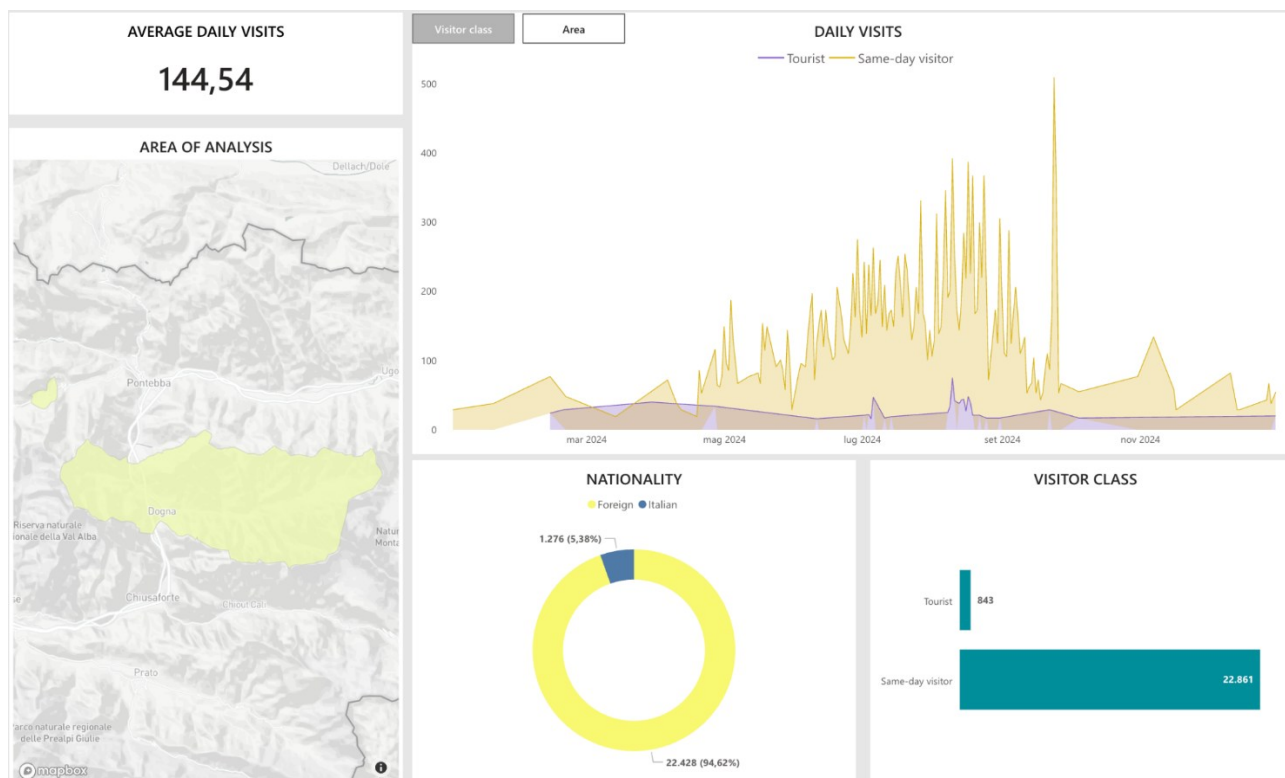 AVERAGE DAILY VISITS
144,54
AREA OF ANALYSIS
Dellach/Dole
Pontebba
Ugo
Dogna
Riserva naturale
ionale della Val Alba
Natur
Monta
Chiusaforte
Chiout Cali
se
Prato
Parco naturale regionale
delle Prealpi Giulie
mapbox
Visitor class
Area
DAILY VISITS
Tourist
Same-day visitor
500
400
300
200
100
0
mar 2024
mag 2024
lug 2024
set 2024
nov 2024
NATIONALITY
Foreign
Italian
1.276 (5,38%)
22.428 (94,62%)
VISITOR CLASS
Tourist
843
Same-day visitor
22.861